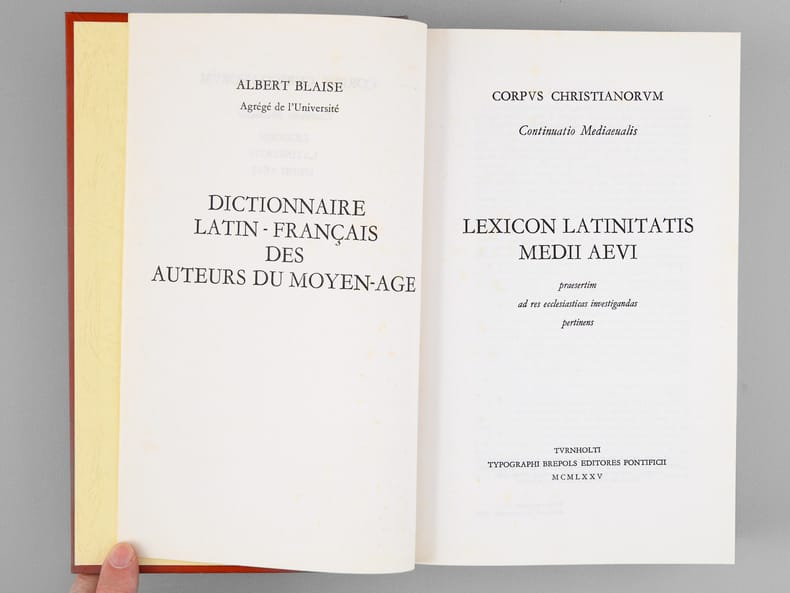 ALBERT BLAISE
Agrégé de l'Université
DICTIONNAIRE
LATIN - FRANÇAIS
DES
AUTEURS DU MOYEN-AGE
CORPVS CHRISTIANORVM
Continuatio Mediaeualis
LEXICON LATINITATIS
MEDII AEVI
praesertim
ad res ecclesiasticas investigandas
pertinens
TVRNHOLTI
TYPOGRAPHI BREPOLS EDITORES PONTIFICII
MCMLXXV